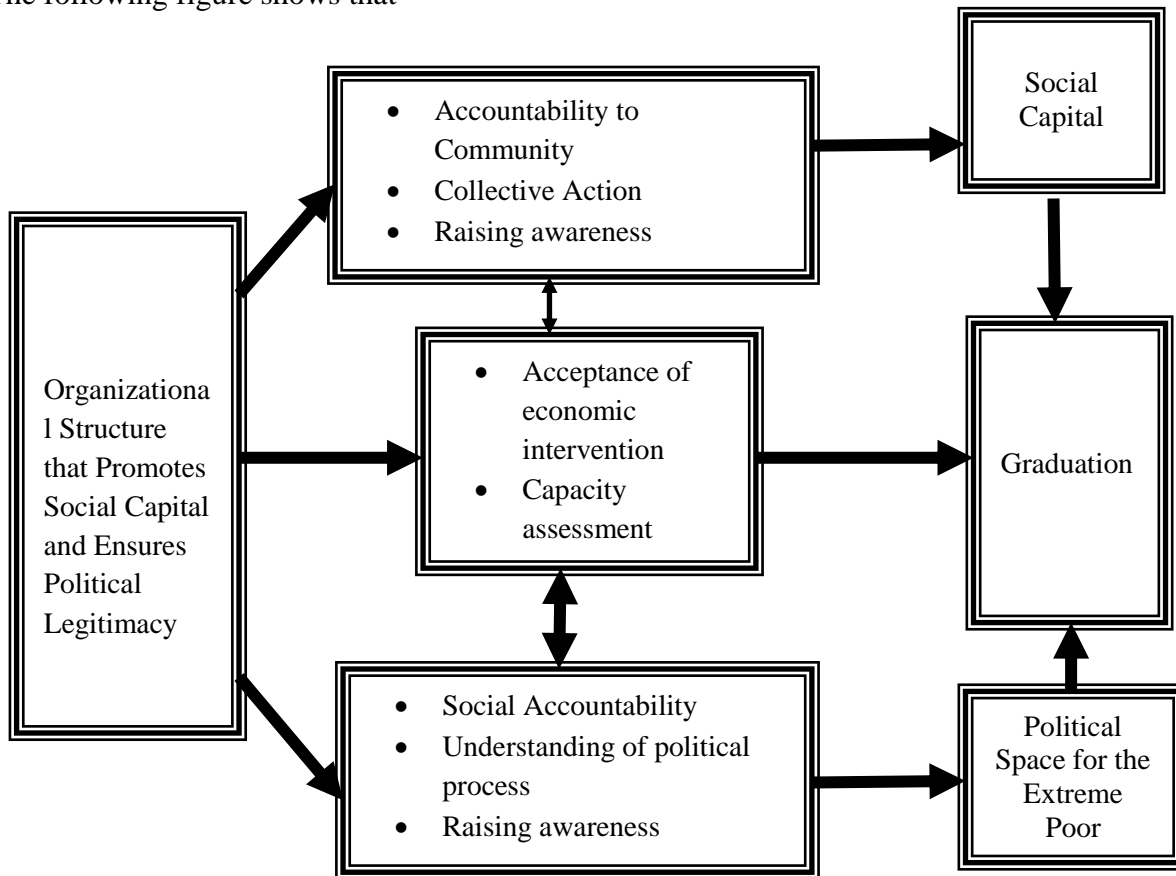 The following figure shows that
• Accountability to
Community
• Collective Action
• Raising awareness
Social
Capital
Organizationa
l Structure
that Promotes
Social Capital
and Ensures
Political
Legitimacy
• Acceptance of
economic
intervention
• Capacity
assessment
Graduation
• Social Accountability
• Understanding of political
process
• Raising awareness
Political
Space for the
Extreme
Poor